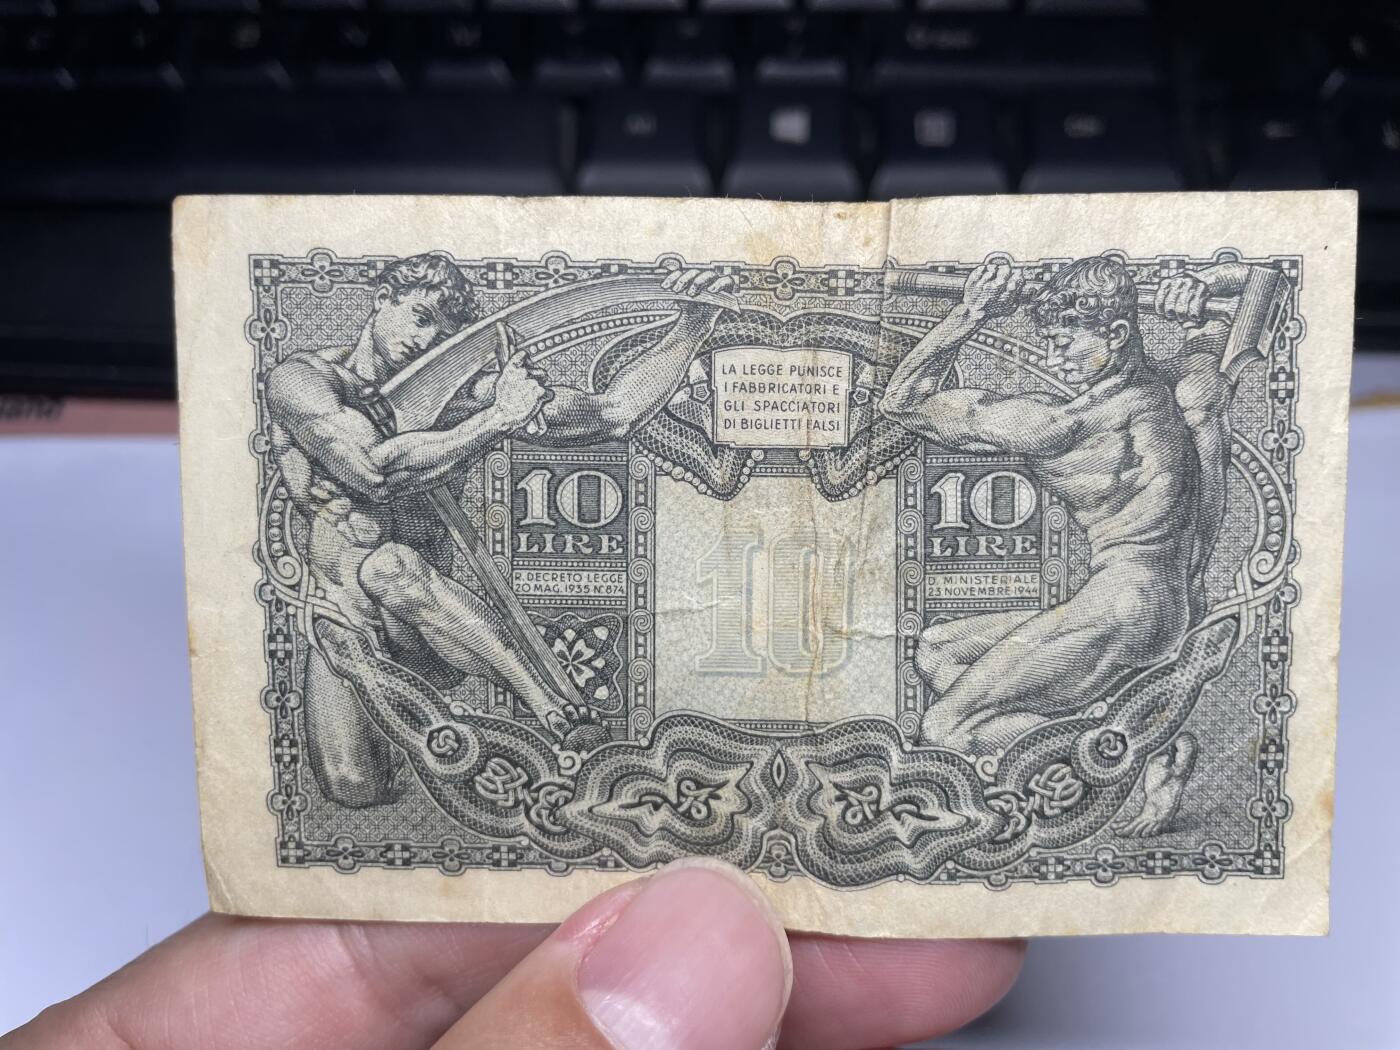 LA LEGGE PUNISCE
I FABBRICATORI E
GLI SPACCIATORI
DI BIGLIETTI FALSI
10
LIRE
R. DECRETO LEGGE
20 MAG. 1935 N° 874
10
10
LIRE
D. MINISTERIALE
23 NOVEMBRE 1944